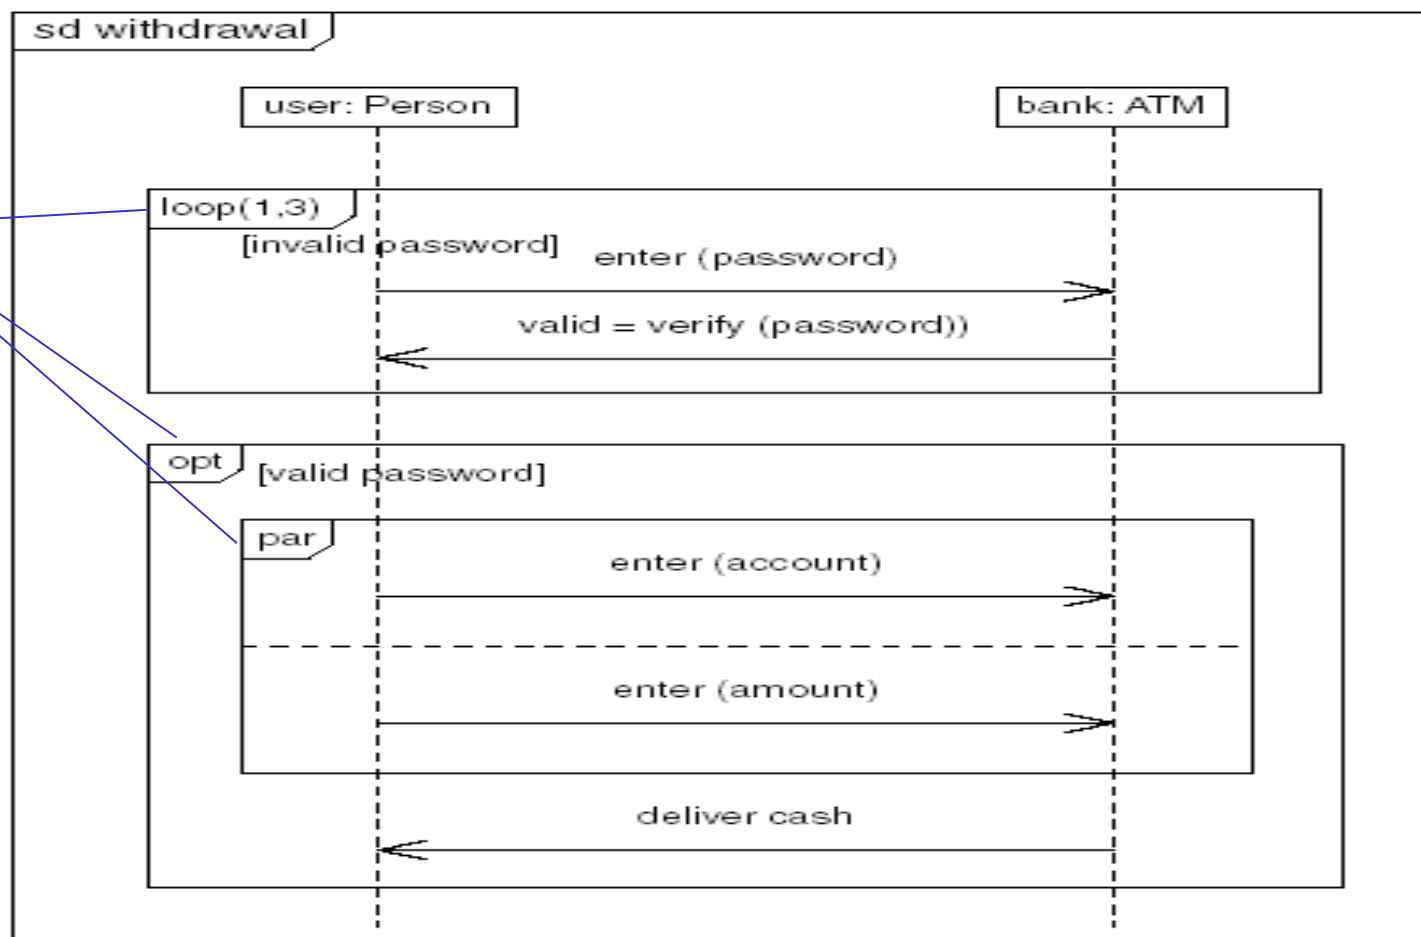 sd withdrawal
user: Person
bank: ATM
loop(1,3)
[invalid password]
enter (password)
valid = verify (password))
opt
[valid password]
par
enter (account)
enter (amount)
deliver cash